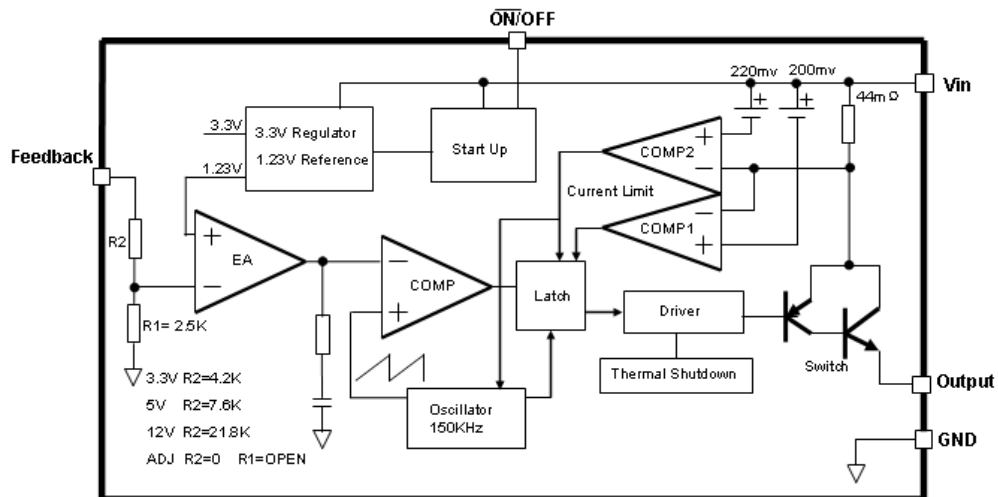 ON/OFF
220mv 200mv
Vin
44mΩ
3.3V
3.3V Regulator
1.23V Reference
Start Up
Feedback
1.23V
COMP2
Current Limit
COMP1
R2
EA
COMP
Latch
Driver
R1= 2.5K
Switch
Thermal Shutdown
3.3V R2=4.2K
5V R2=7.6K
12V R2=21.8K
ADJ R2=0 R1=OPEN
Oscillator
150KHz
Output
GND
+
−
−
+
+
−
−
+
+
+